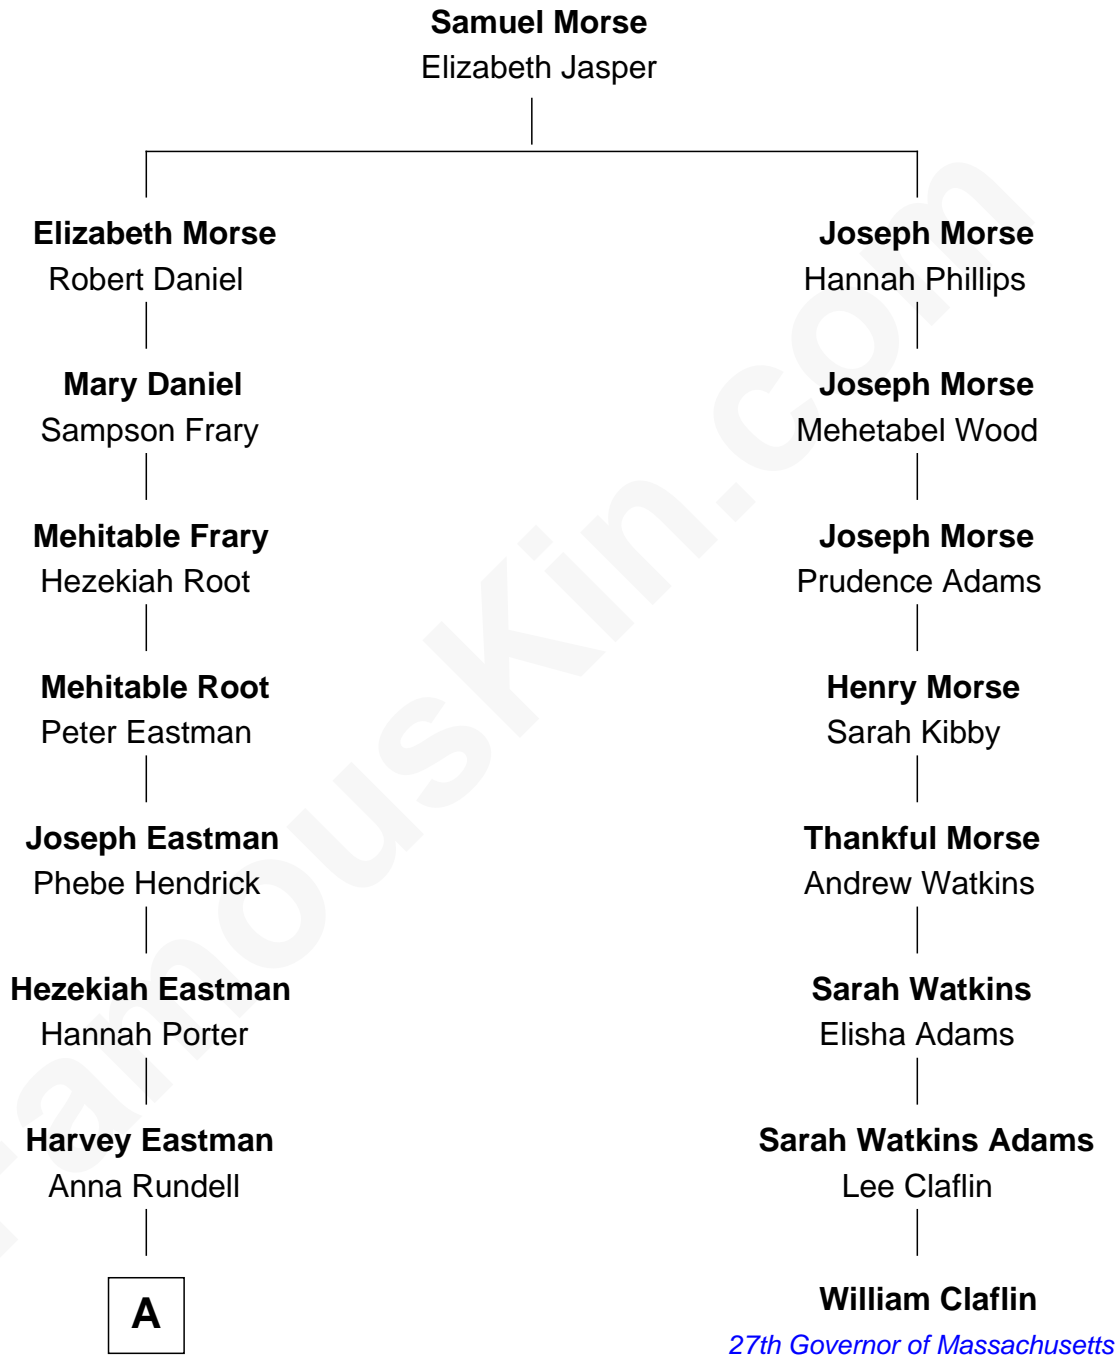 Samuel Morse
Elizabeth Jasper
Elizabeth Morse
Robert Daniel
Joseph Morse
Hannah Phillips
Mary Daniel
Sampson Frary
Joseph Morse
Mehetabel Wood
Mehitable Frary
Hezekiah Root
Joseph Morse
Prudence Adams
Mehitable Root
Peter Eastman
Henry Morse
Sarah Kibby
Joseph Eastman
Phebe Hendrick
Thankful Morse
Andrew Watkins
Hezekiah Eastman
Hannah Porter
Sarah Watkins
Elisha Adams
Harvey Eastman
Anna Rundell
Sarah Watkins Adams
Lee Claflin
A
William Claflin
27th Governor of Massachusetts
FamousKin.com